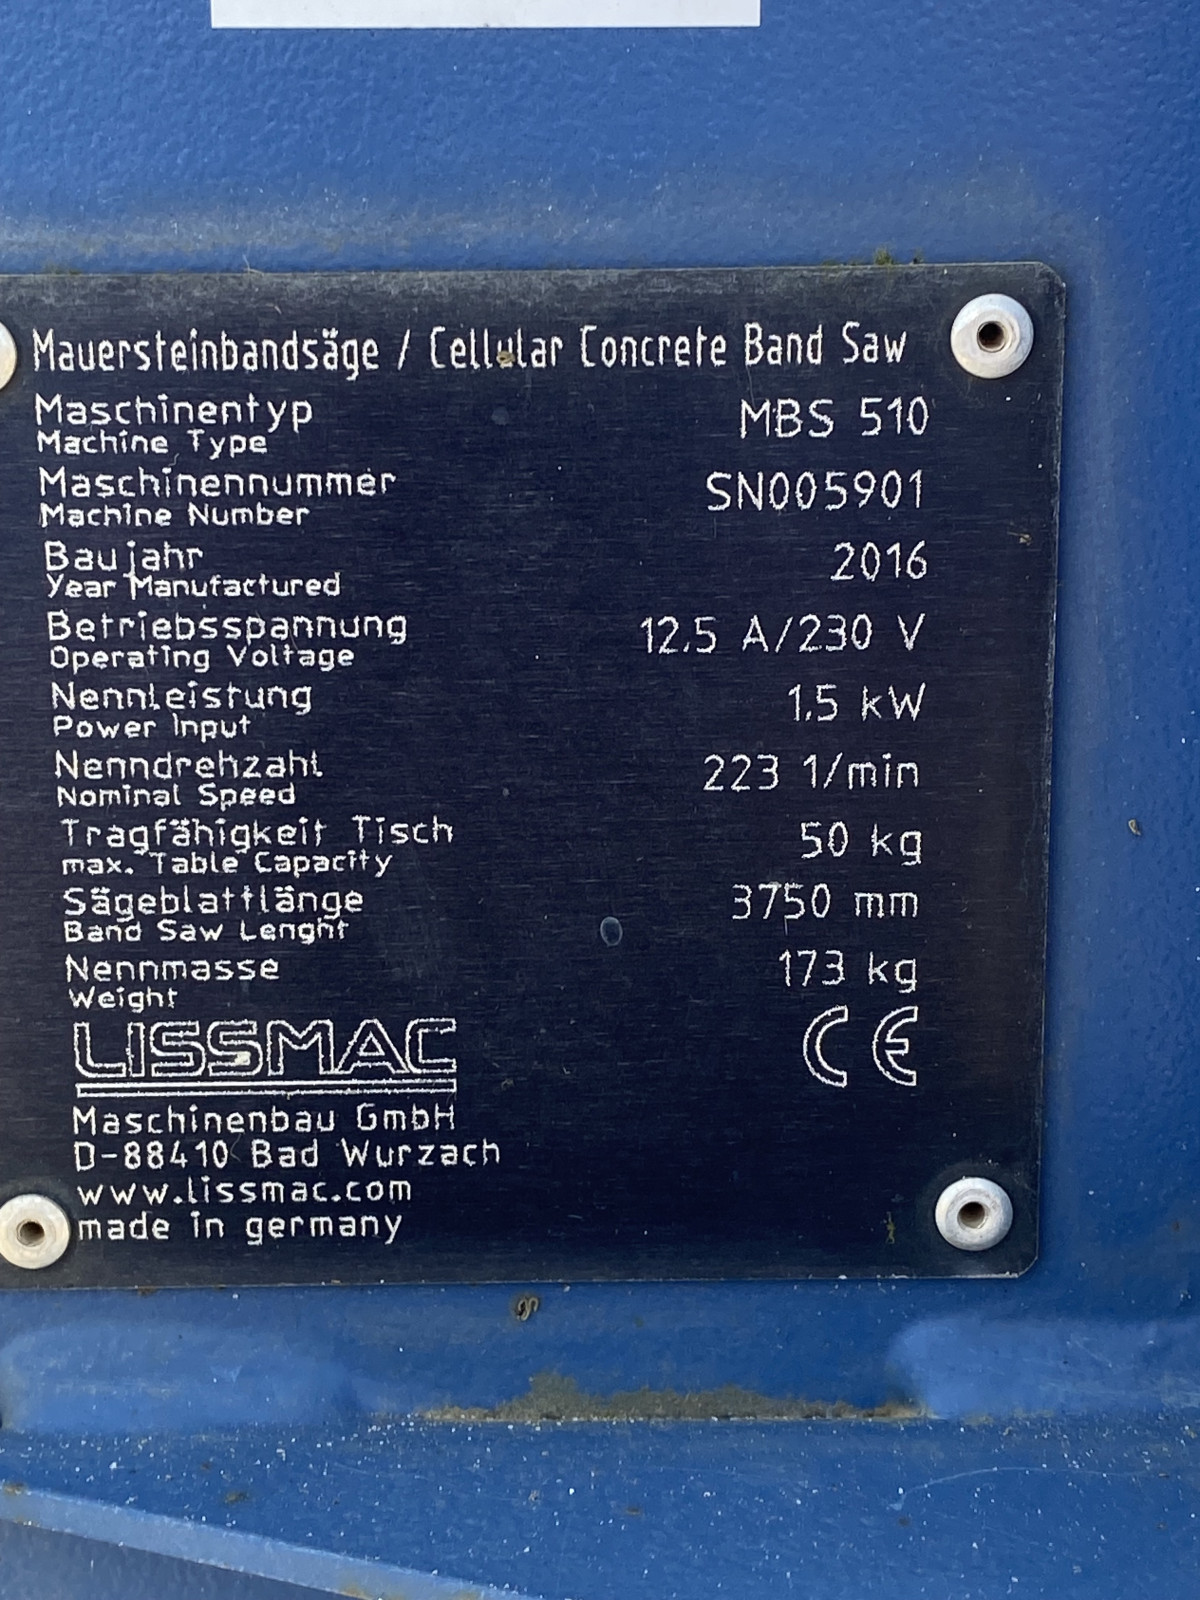 Mauersteinbandsäge / Cellular Concrete Band Saw
Maschinentyp MBS 510
Machine Type
Maschinennummer SN005901
Machine Number
Baujahr 2016
Year Manufactured
Betriebsspannung 12.5 A/230 V
Operating Voltage
Nennleistung 1.5 kW
Power Input
Nenndrehzahl 223 1/min
Nominal Speed
Tragfähigkeit Tisch 50 kg
max. Table Capacity
Sägeblattlänge 3750 mm
Band Saw Lenght
Nennmasse 173 kg
Weight
LISSMAC CE
Maschinenbau GmbH
D-88410 Bad Wurzach
www.lissmac.com
made in germany